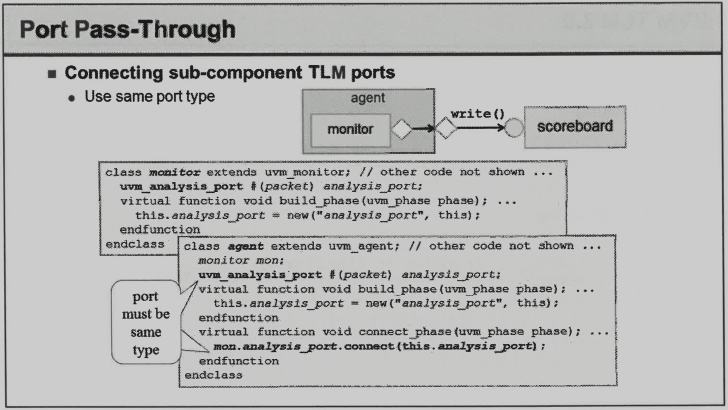 Port Pass-Through
■ Connecting sub-component TLM ports
• Use same port type
agent
monitor
write()
scoreboard
class monitor extends uvm_monitor; // other code not shown ...
uvm_analysis_port #(packet) analysis_port;
virtual function void build_phase(uvm_phase phase); ...
this.analysis_port = new("analysis_port", this);
endfunction
endclass
class agent extends uvm_agent; // other code not shown ...
monitor mon;
uvm_analysis_port #(packet) analysis_port;
virtual function void build_phase(uvm_phase phase); ...
this.analysis_port = new("analysis_port", this);
endfunction
virtual function void connect_phase(uvm_phase phase); ...
mon.analysis_port.connect(this.analysis_port);
endfunction
endclass
port
must be
same
type